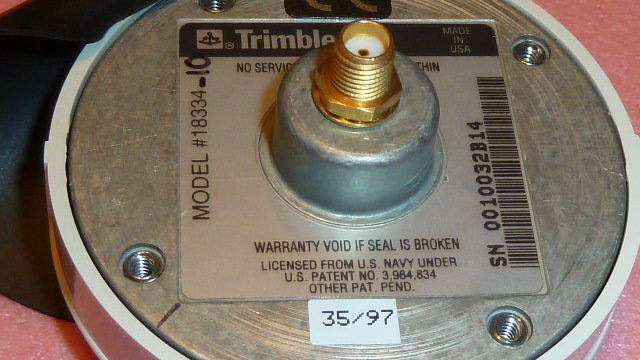 CE
Trimble
MADE
IN
USA
NO SERVIC THIN
MODEL #18334-10
SN 0010032B14
WARRANTY VOID IF SEAL IS BROKEN
LICENSED FROM U.S. NAVY UNDER
U.S. PATENT NO. 3,984,834
OTHER PAT. PEND.
35/97